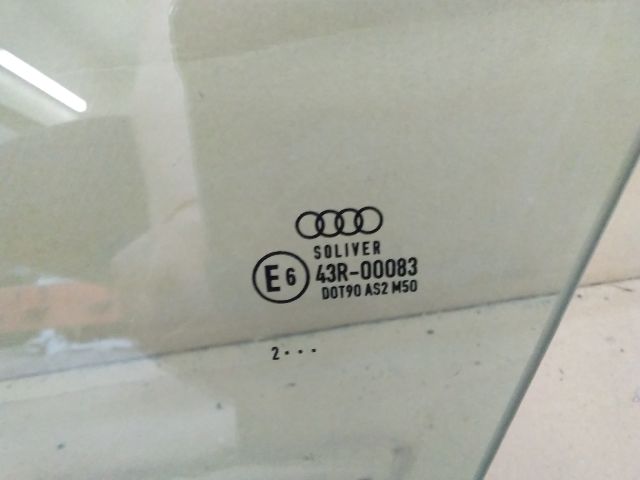 SOLIVER
E6 43R-00083
DOT90 AS2 M50
2...